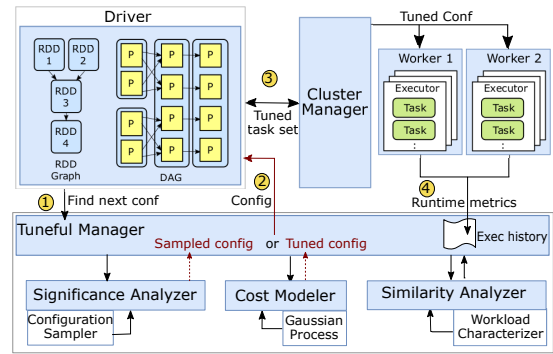 Driver
RDD
1
RDD
2
RDD
3
RDD
4
RDD
Graph
P
P
P
P
P
P
P
P
P
P
P
P
DAG
3
Tuned
task set
Cluster
Manager
Tuned Conf
Worker 1
Executor
Task
Task
⋮
Worker 2
Executor
Task
Task
⋮
1
Find next conf
2
Config
4
Runtime metrics
Tuneful Manager
Sampled config or Tuned config
Exec history
Significance Analyzer
Configuration
Sampler
Cost Modeler
Gaussian
Process
Similarity Analyzer
Workload
Characterizer